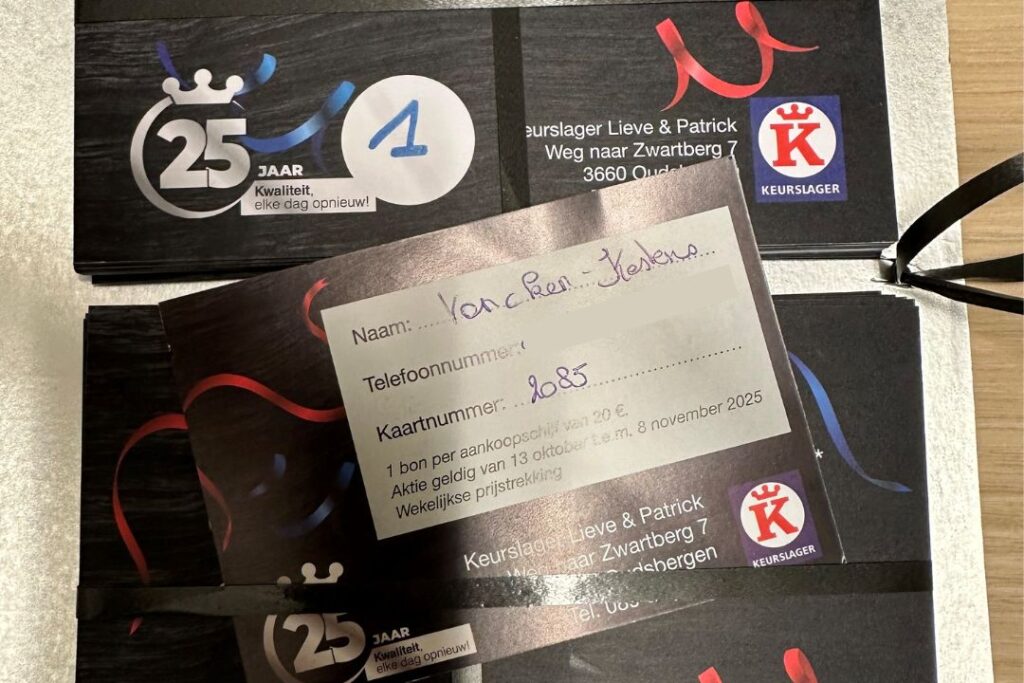 25
JAAR
Kwaliteit,
elke dag opnieuw!
1
eurslager Lieve & Patrick
Weg naar Zwartberg 7
3660
K
KEURSLAGER
Naam: Vancken - Kestens
Telefoonnummer:
Kaartnummer: 2085
1 bon per aankoopschijf van 20 €.
Aktie geldig van 13 oktober t.e.m. 8 november 2025
Wekelijkse prijstrekking
*
Keurslager Lieve & Patrick
Weg naar Zwartberg 7
Oudsbergen
Tel.
K
KEURSLAGER
25
JAAR
Kwaliteit,
elke dag opnieuw!